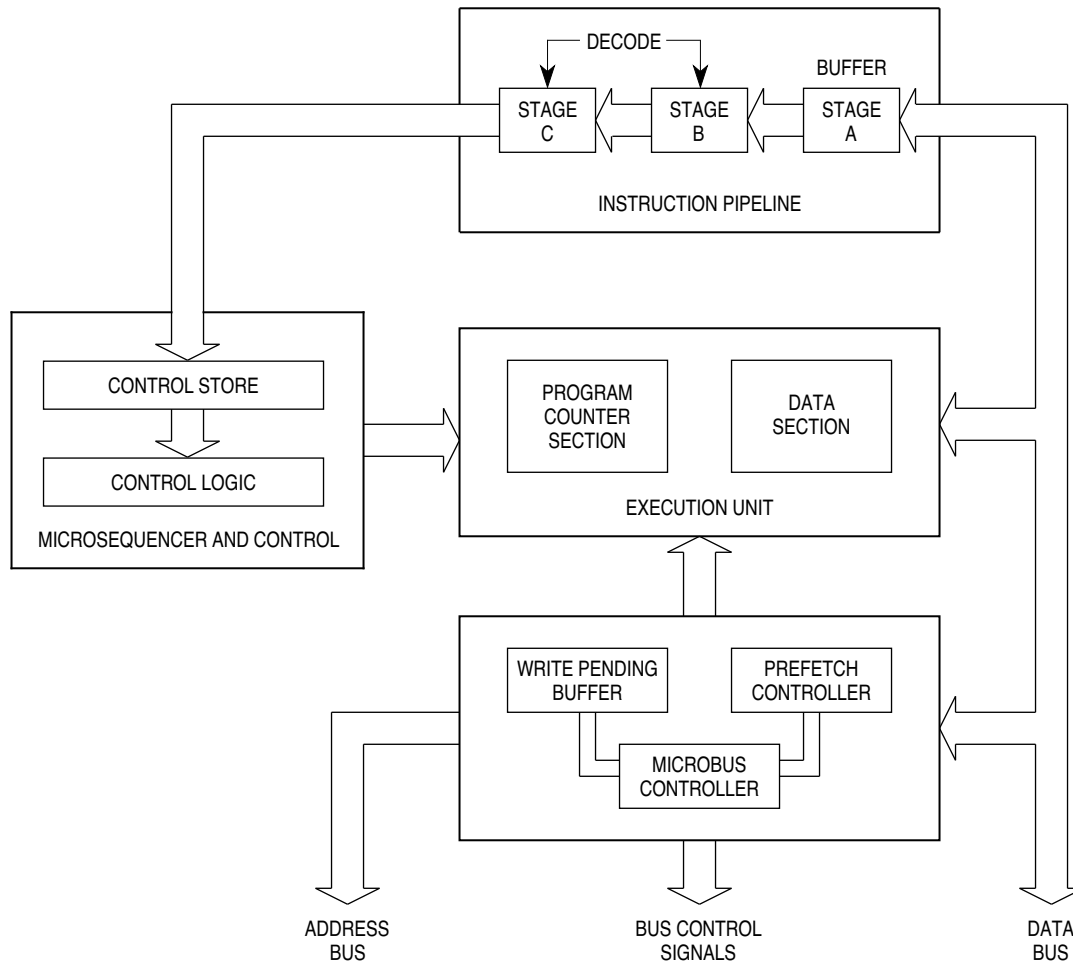 DECODE
BUFFER
STAGE
C
STAGE
B
STAGE
A
INSTRUCTION PIPELINE
CONTROL STORE
CONTROL LOGIC
MICROSEQUENCER AND CONTROL
PROGRAM
COUNTER
SECTION
DATA
SECTION
EXECUTION UNIT
WRITE PENDING
BUFFER
PREFETCH
CONTROLLER
MICROBUS
CONTROLLER
ADDRESS
BUS
BUS CONTROL
SIGNALS
DATA
BUS